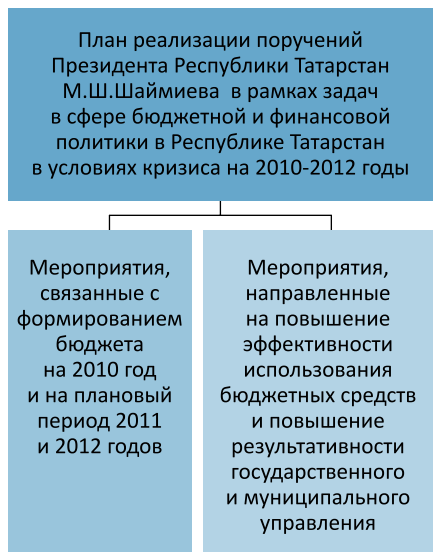 План реализации поручений
Президента Республики Татарстан
М.Ш.Шаймиева в рамках задач
в сфере бюджетной и финансовой
политики в Республике Татарстан
в условиях кризиса на 2010-2012 годы
Мероприятия,
связанные с
формированием
бюджета
на 2010 год
и на плановый
период 2011
и 2012 годов
Мероприятия,
направленные
на повышение
эффективности
использования
бюджетных средств
и повышение
результативности
государственного
и муниципального
управления